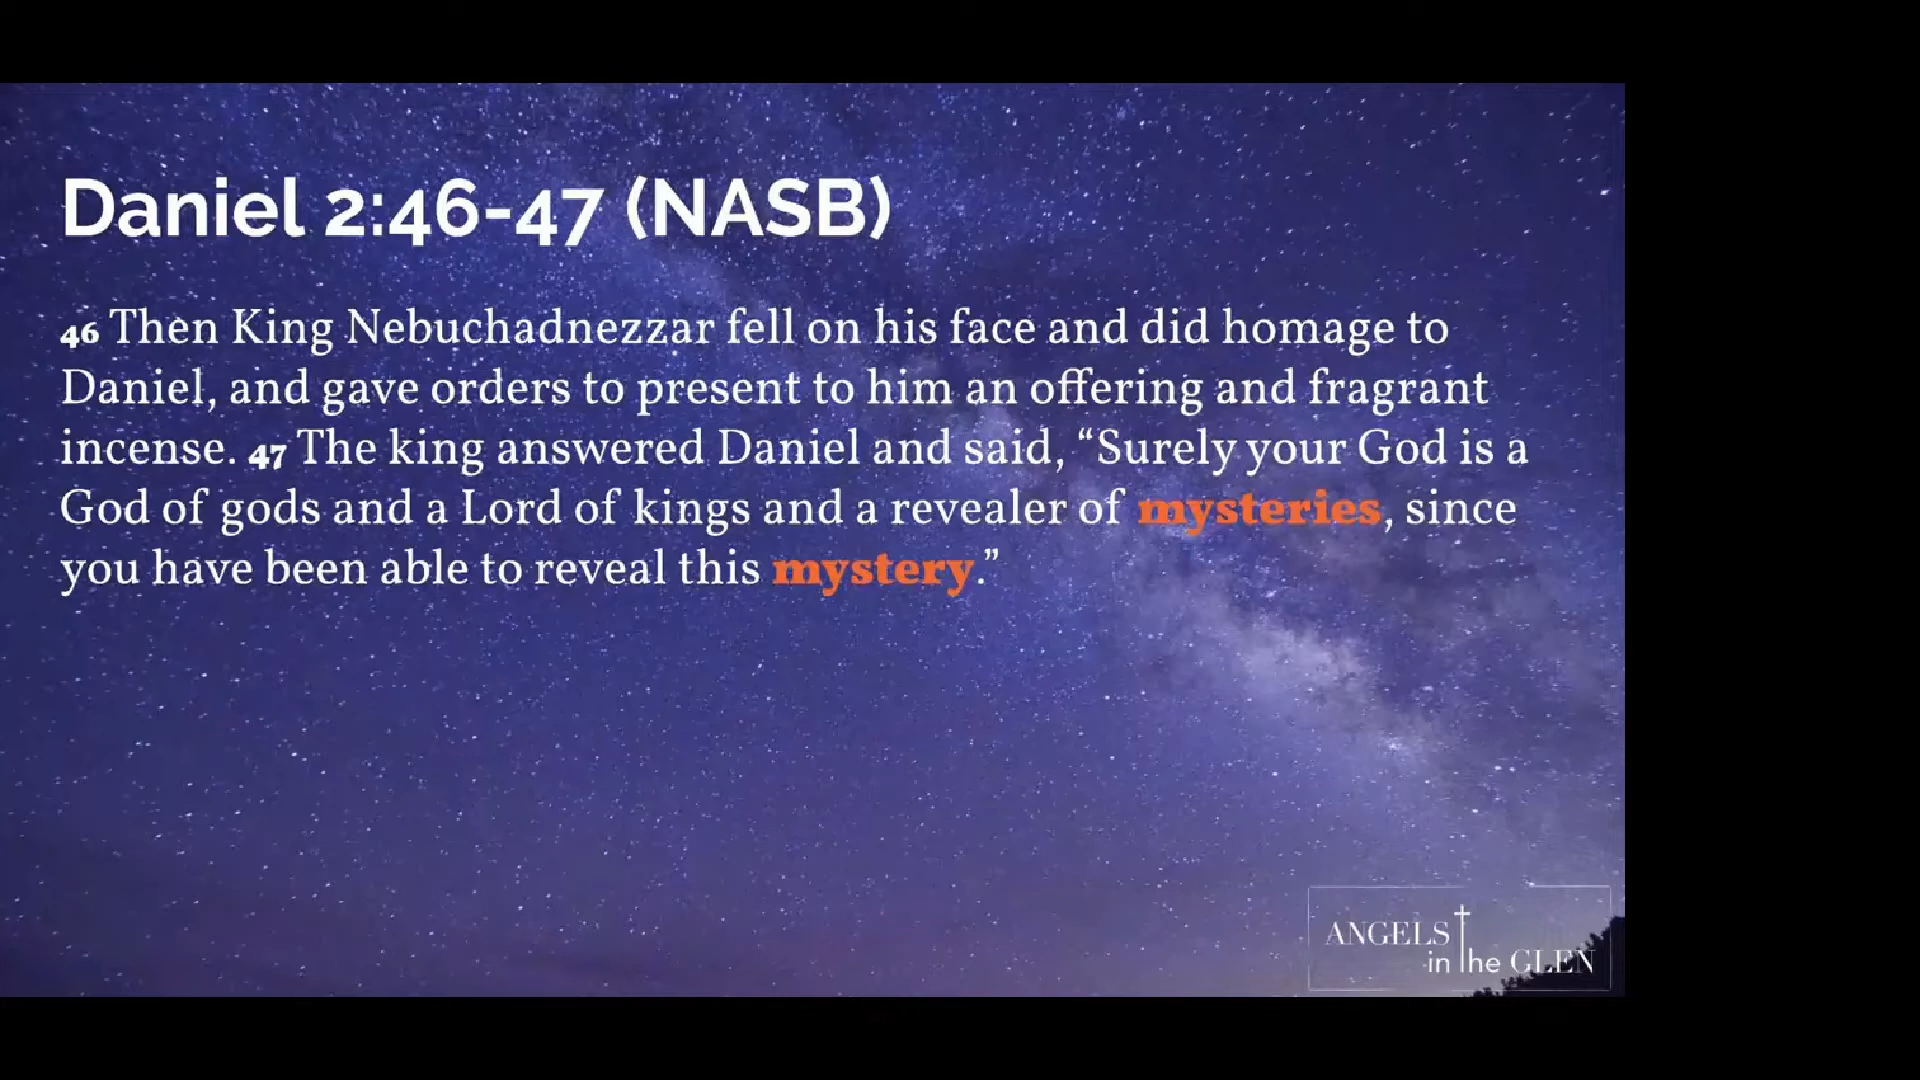 Daniel 2:46-47 (NASB)
46 Then King Nebuchadnezzar fell on his face and did homage to
Daniel, and gave orders to present to him an offering and fragrant
incense. 47 The king answered Daniel and said, “Surely your God is a
God of gods and a Lord of kings and a revealer of mysteries, since
you have been able to reveal this mystery.”
ANGELS
in the GLEN